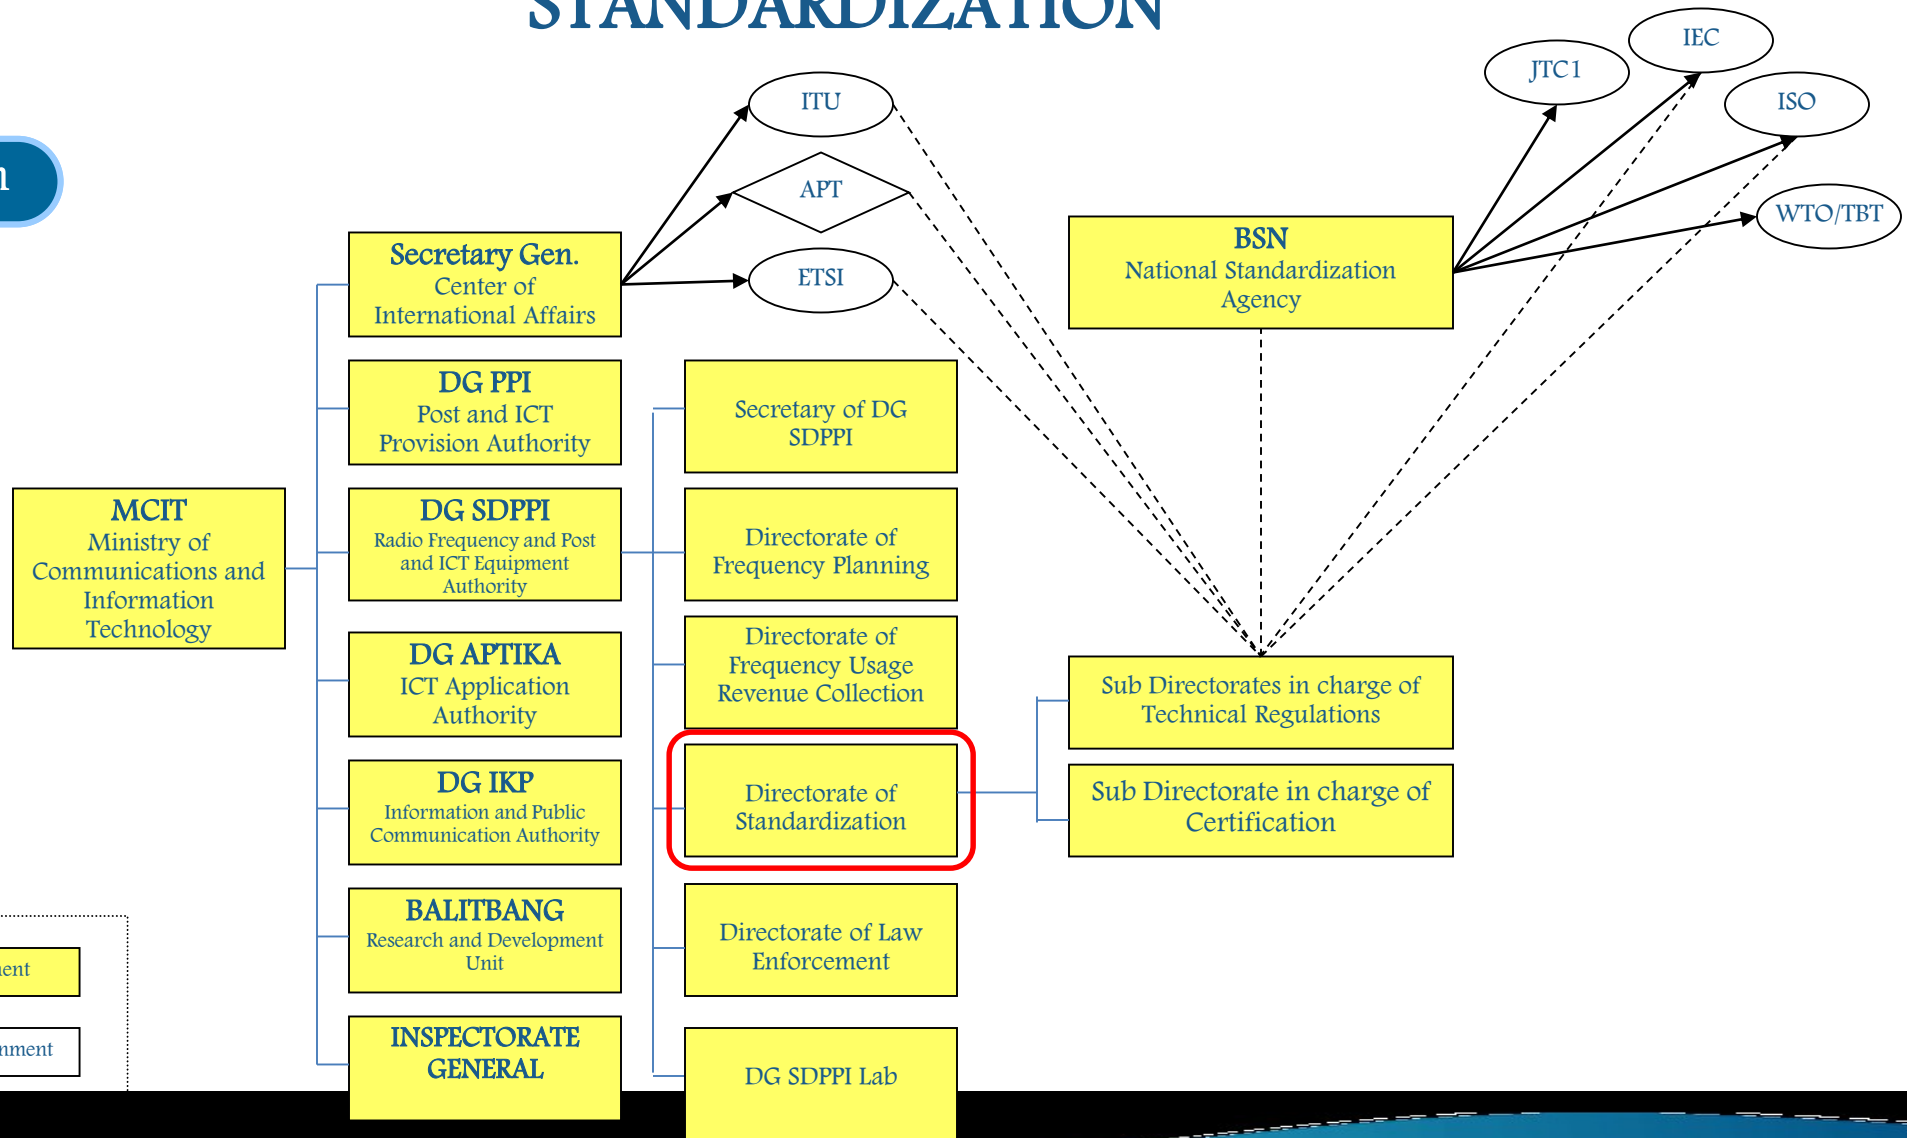 STANDARDIZATION
IEC
JTC1
ISO
WTO/TBT
ITU
APT
ETSI
Secretary Gen.
Center of
International Affairs
BSN
National Standardization
Agency
DG PPI
Post and ICT
Provision Authority
Secretary of DG
SDPPI
MCIT
Ministry of
Communications and
Information
Technology
DG SDPPI
Radio Frequency and Post
and ICT Equipment
Authority
Directorate of
Frequency Planning
DG APTIKA
ICT Application
Authority
Directorate of
Frequency Usage
Revenue Collection
Sub Directorates in charge of
Technical Regulations
DG IKP
Information and Public
Communication Authority
Directorate of
Standardization
Sub Directorate in charge of
Certification
BALITBANG
Research and Development
Unit
Directorate of Law
Enforcement
INSPECTORATE
GENERAL
DG SDPPI Lab